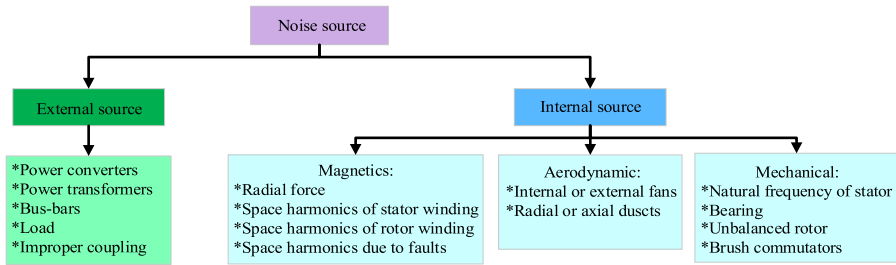 Noise source
External source
Internal source
*Power converters
*Power transformers
*Bus-bars
*Load
*Improper coupling
Magnetics:
*Radial force
*Space harmonics of stator winding
*Space harmonics of rotor winding
*Space harmonics due to faults
Aerodynamic:
*Internal or external fans
*Radial or axial duscts
Mechanical:
*Natural frequency of stator
*Bearing
*Unbalanced rotor
*Brush commutators